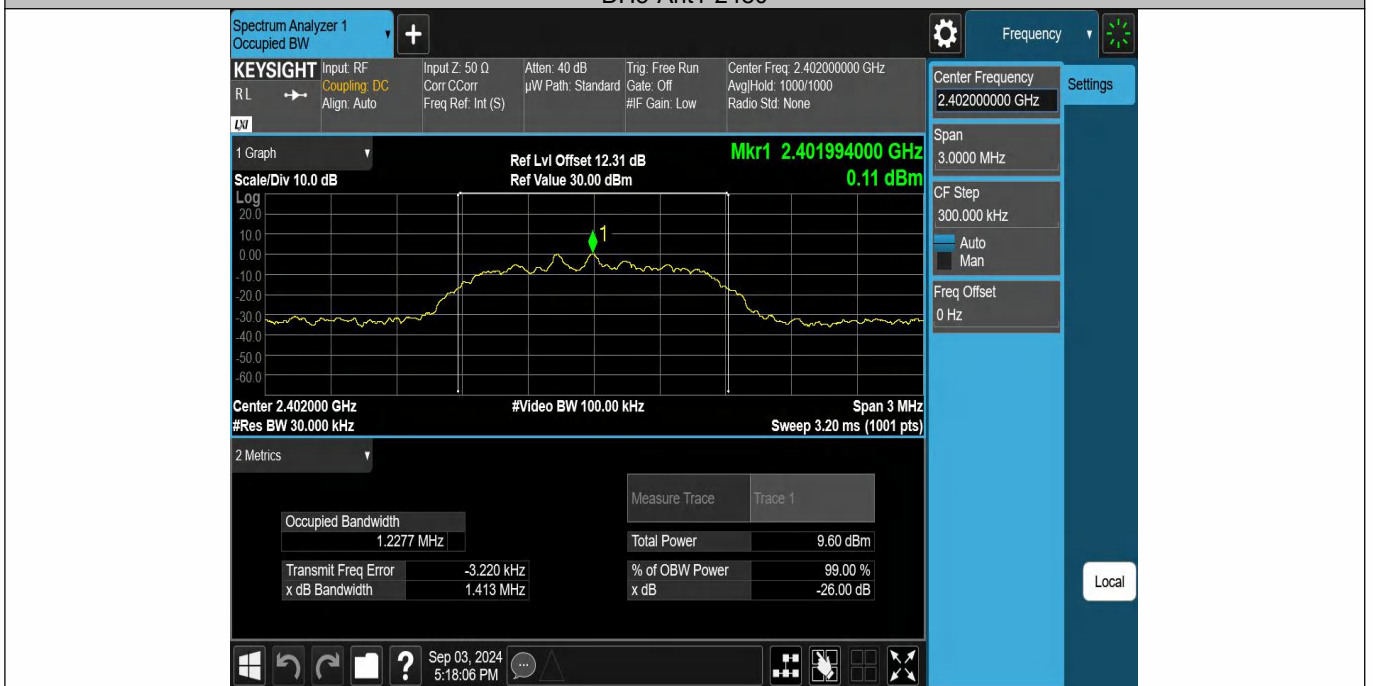 Spectrum Analyzer 1
Occupied BW
Frequency
KEYSIGHT
R L
LXI
Input: RF
Coupling: DC
Align: Auto
Input Z: 50 Ω
Corr CCorr
Freq Ref: Int (S)
Atten: 40 dB
µW Path: Standard
Trig: Free Run
Gate: Off
#IF Gain: Low
Center Freq: 2.402000000 GHz
Avg|Hold: 1000/1000
Radio Std: None
Center Frequency
2.402000000 GHz
Settings
Span
3.0000 MHz
CF Step
300.000 kHz
Auto
Man
Freq Offset
0 Hz
Local
1 Graph
Scale/Div 10.0 dB
Ref Lvl Offset 12.31 dB
Ref Value 30.00 dBm
Mkr1 2.401994000 GHz
0.11 dBm
Log
20.0
10.0
0.00
-10.0
-20.0
-30.0
-40.0
-50.0
-60.0
1
Center 2.402000 GHz
#Res BW 30.000 kHz
#Video BW 100.00 kHz
Span 3 MHz
Sweep 3.20 ms (1001 pts)
2 Metrics
Measure Trace Trace 1
Occupied Bandwidth
1.2277 MHz
Total Power 9.60 dBm
Transmit Freq Error -3.220 kHz
% of OBW Power 99.00 %
x dB Bandwidth 1.413 MHz
x dB -26.00 dB
?
Sep 03, 2024
5:18:06 PM